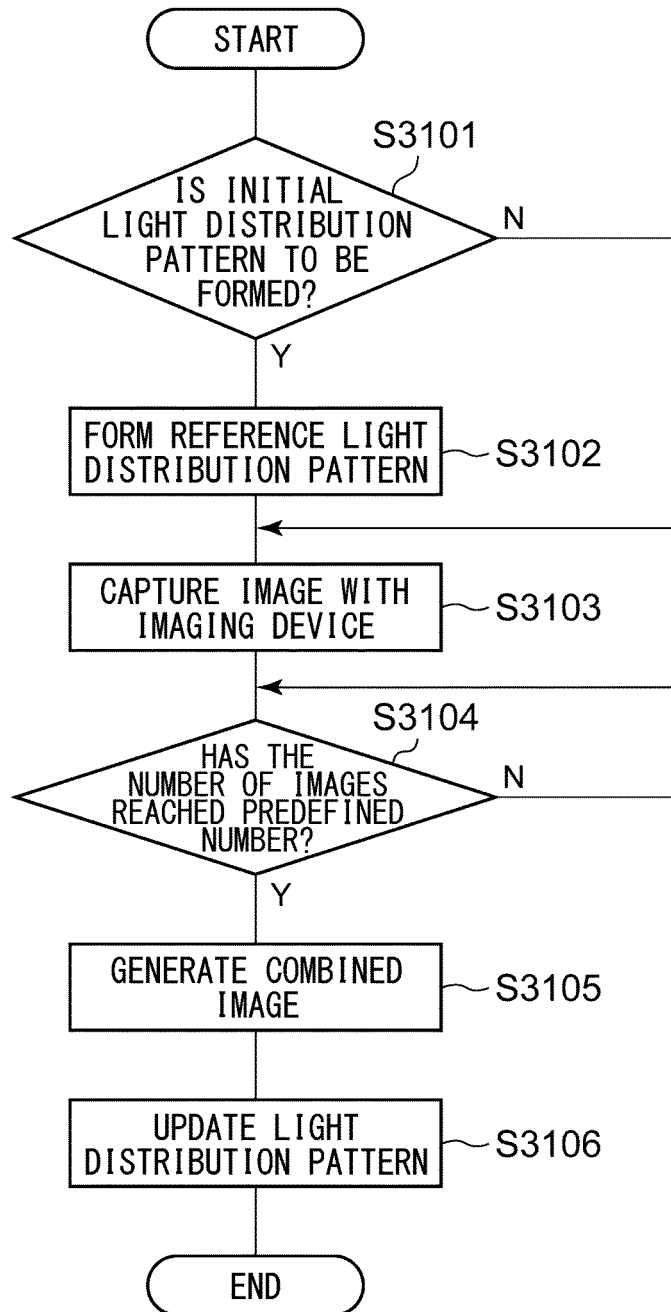 START
S3101
IS INITIAL
LIGHT DISTRIBUTION
PATTERN TO BE
FORMED?
N
Y
FORM REFERENCE LIGHT
DISTRIBUTION PATTERN
S3102
CAPTURE IMAGE WITH
IMAGING DEVICE
S3103
S3104
HAS THE
NUMBER OF IMAGES
REACHED PREDEFINED
NUMBER?
N
Y
GENERATE COMBINED
IMAGE
S3105
UPDATE LIGHT
DISTRIBUTION PATTERN
S3106
END